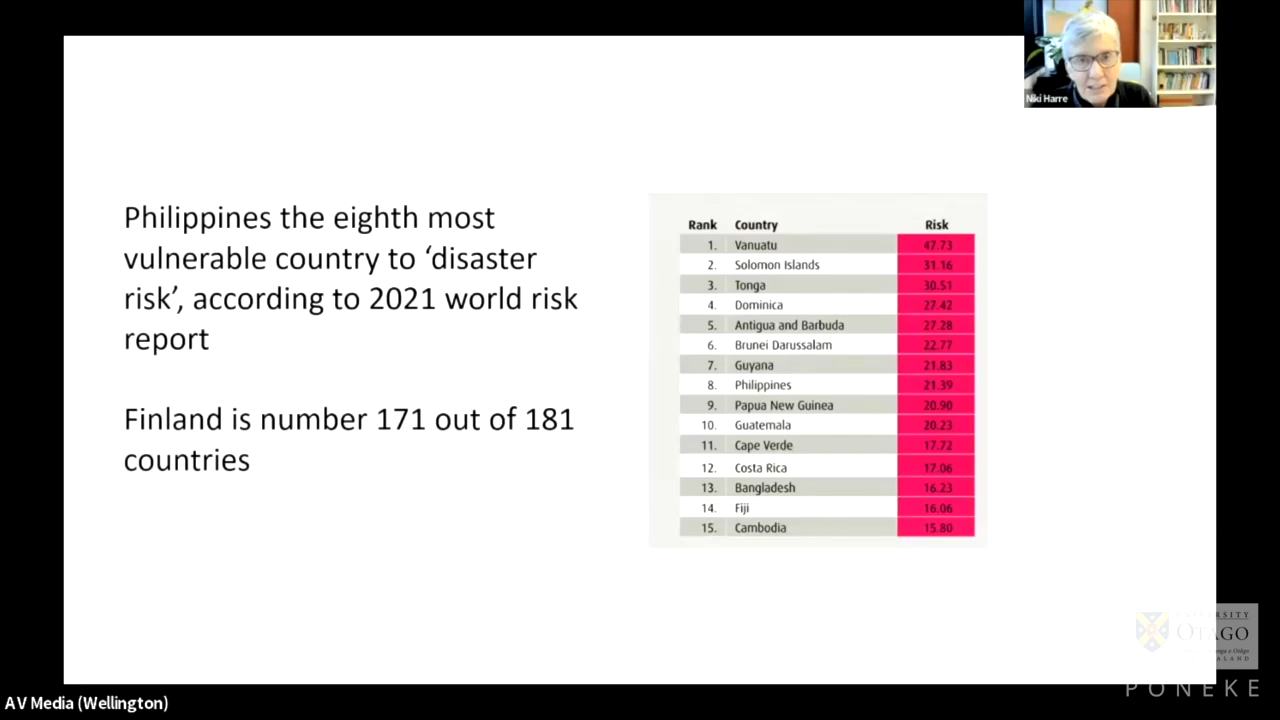 Niki Harre
Philippines the eighth most
vulnerable country to ‘disaster
risk’, according to 2021 world risk
report
Finland is number 171 out of 181
countries
Rank Country Risk
1. Vanuatu 47.73
2. Solomon Islands 31.16
3. Tonga 30.51
4. Dominica 27.42
5. Antigua and Barbuda 27.28
6. Brunei Darussalam 22.77
7. Guyana 21.83
8. Philippines 21.39
9. Papua New Guinea 20.90
10. Guatemala 20.23
11. Cape Verde 17.72
12. Costa Rica 17.06
13. Bangladesh 16.23
14. Fiji 16.06
15. Cambodia 15.80
OTAGO
PONEKE
AV Media (Wellington)